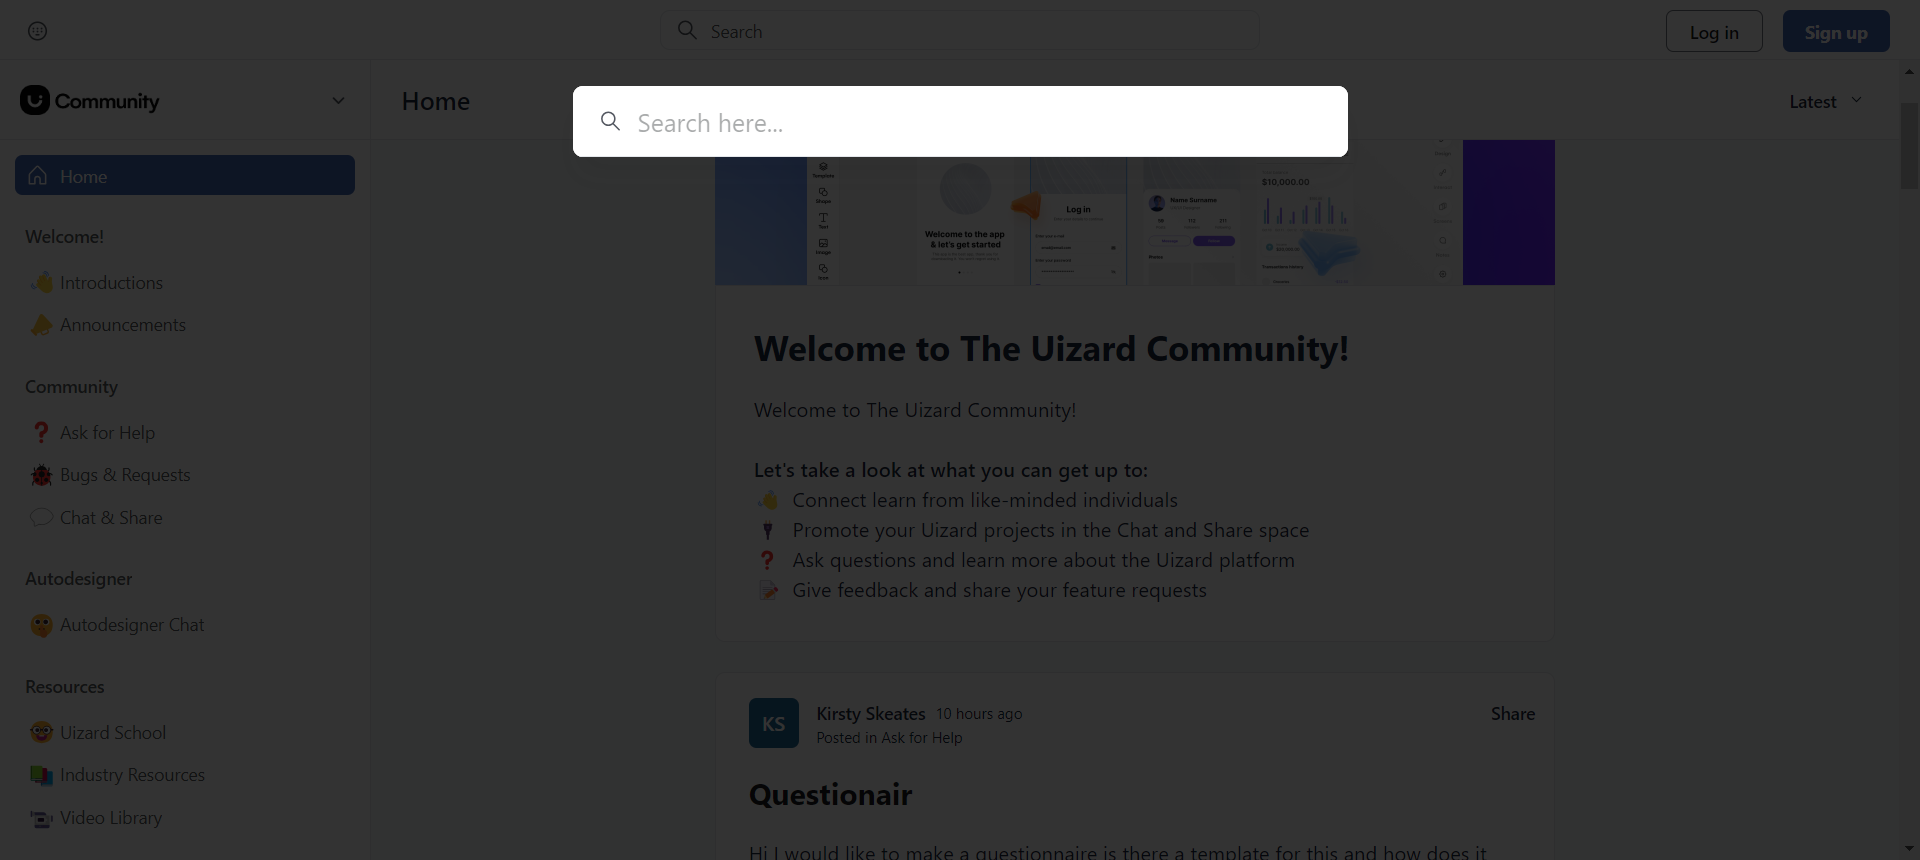 Search
Log in
Sign up
Community
Home
Latest
Search here...
Home
Welcome!
Introductions
Announcements
Community
Ask for Help
Bugs & Requests
Chat & Share
Autodesigner
Autodesigner Chat
Resources
Uizard School
Industry Resources
Video Library
Template
Shape
Text
Image
Icon
Welcome to the app
& let's get started
Log in
Name Surname
$10,000.00
Welcome to The Uizard Community!
Welcome to The Uizard Community!
Let's take a look at what you can get up to:
Connect learn from like-minded individuals
Promote your Uizard projects in the Chat and Share space
Ask questions and learn more about the Uizard platform
Give feedback and share your feature requests
KS
Kirsty Skeates 10 hours ago
Posted in Ask for Help
Share
Questionair
Hi I would like to make a questionnaire is there a template for this and how does it